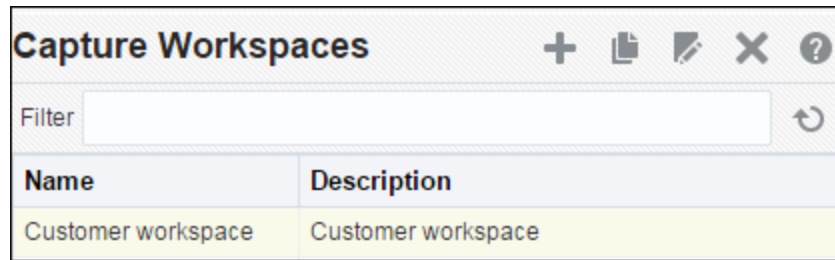 Capture Workspaces
Filter
Name Description
Customer workspace Customer workspace